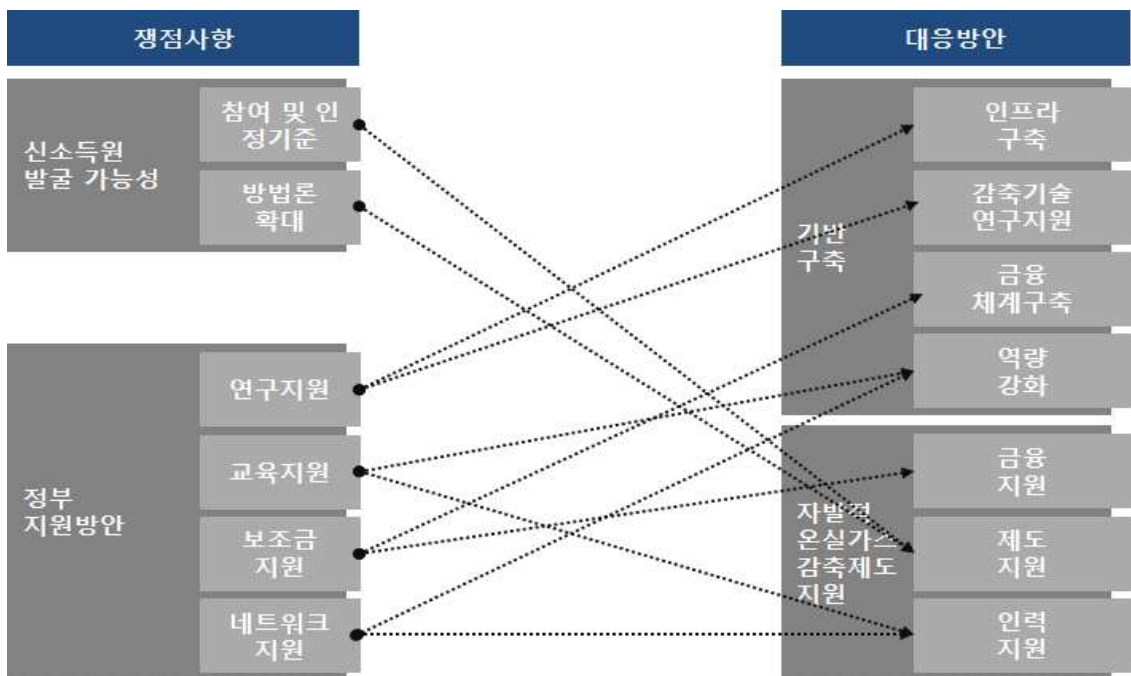 쟁점사항
신소득원
발굴 가능성
참여 및 인
정기준
방법론
확대
정부
지원방안
연구지원
교육지원
보조금
지원
네트워크
지원
대응방안
기반
구축
인프라
구축
감축기술
연구지원
금융
체계구축
역량
강화
자발적
온실가스
감축제도
지원
금융
지원
제도
지원
인력
지원